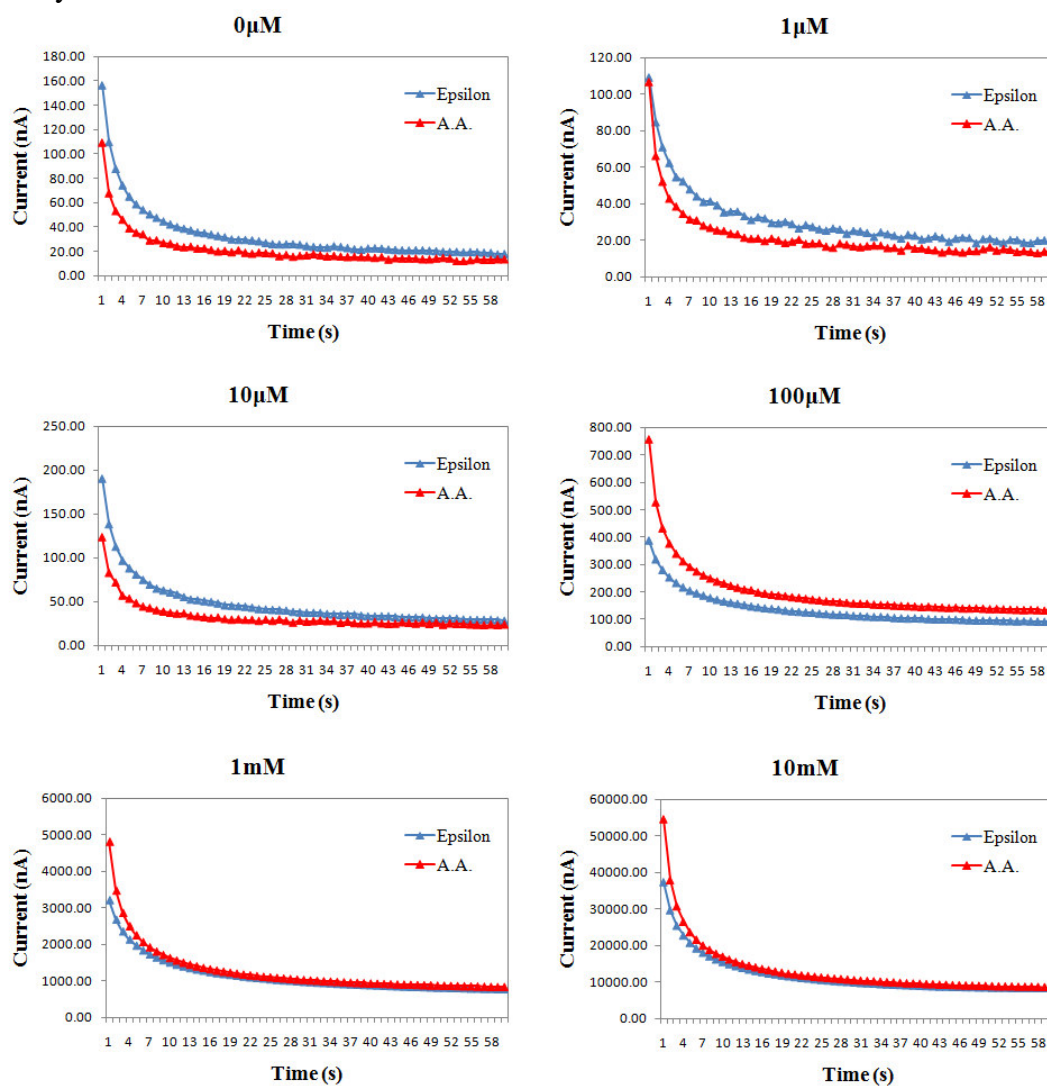 0μM
180.00
160.00
140.00
120.00
100.00
80.00
60.00
40.00
20.00
0.00
Current (nA)
Epsilon
A.A.
1 4 7 10 13 16 19 22 25 28 31 34 37 40 43 46 49 52 55 58
Time (s)
1μM
120.00
100.00
80.00
60.00
40.00
20.00
0.00
Current (nA)
Epsilon
A.A.
1 4 7 10 13 16 19 22 25 28 31 34 37 40 43 46 49 52 55 58
Time (s)
10μM
250.00
200.00
150.00
100.00
50.00
0.00
Current (nA)
Epsilon
A.A.
1 4 7 10 13 16 19 22 25 28 31 34 37 40 43 46 49 52 55 58
Time (s)
100μM
800.00
700.00
600.00
500.00
400.00
300.00
200.00
100.00
0.00
Current (nA)
Epsilon
A.A.
1 4 7 10 13 16 19 22 25 28 31 34 37 40 43 46 49 52 55 58
Time (s)
1mM
6000.00
5000.00
4000.00
3000.00
2000.00
1000.00
0.00
Current (nA)
Epsilon
A.A.
1 4 7 10 13 16 19 22 25 28 31 34 37 40 43 46 49 52 55 58
Time (s)
10mM
60000.00
50000.00
40000.00
30000.00
20000.00
10000.00
0.00
Current (nA)
Epsilon
A.A.
1 4 7 10 13 16 19 22 25 28 31 34 37 40 43 46 49 52 55 58
Time (s)